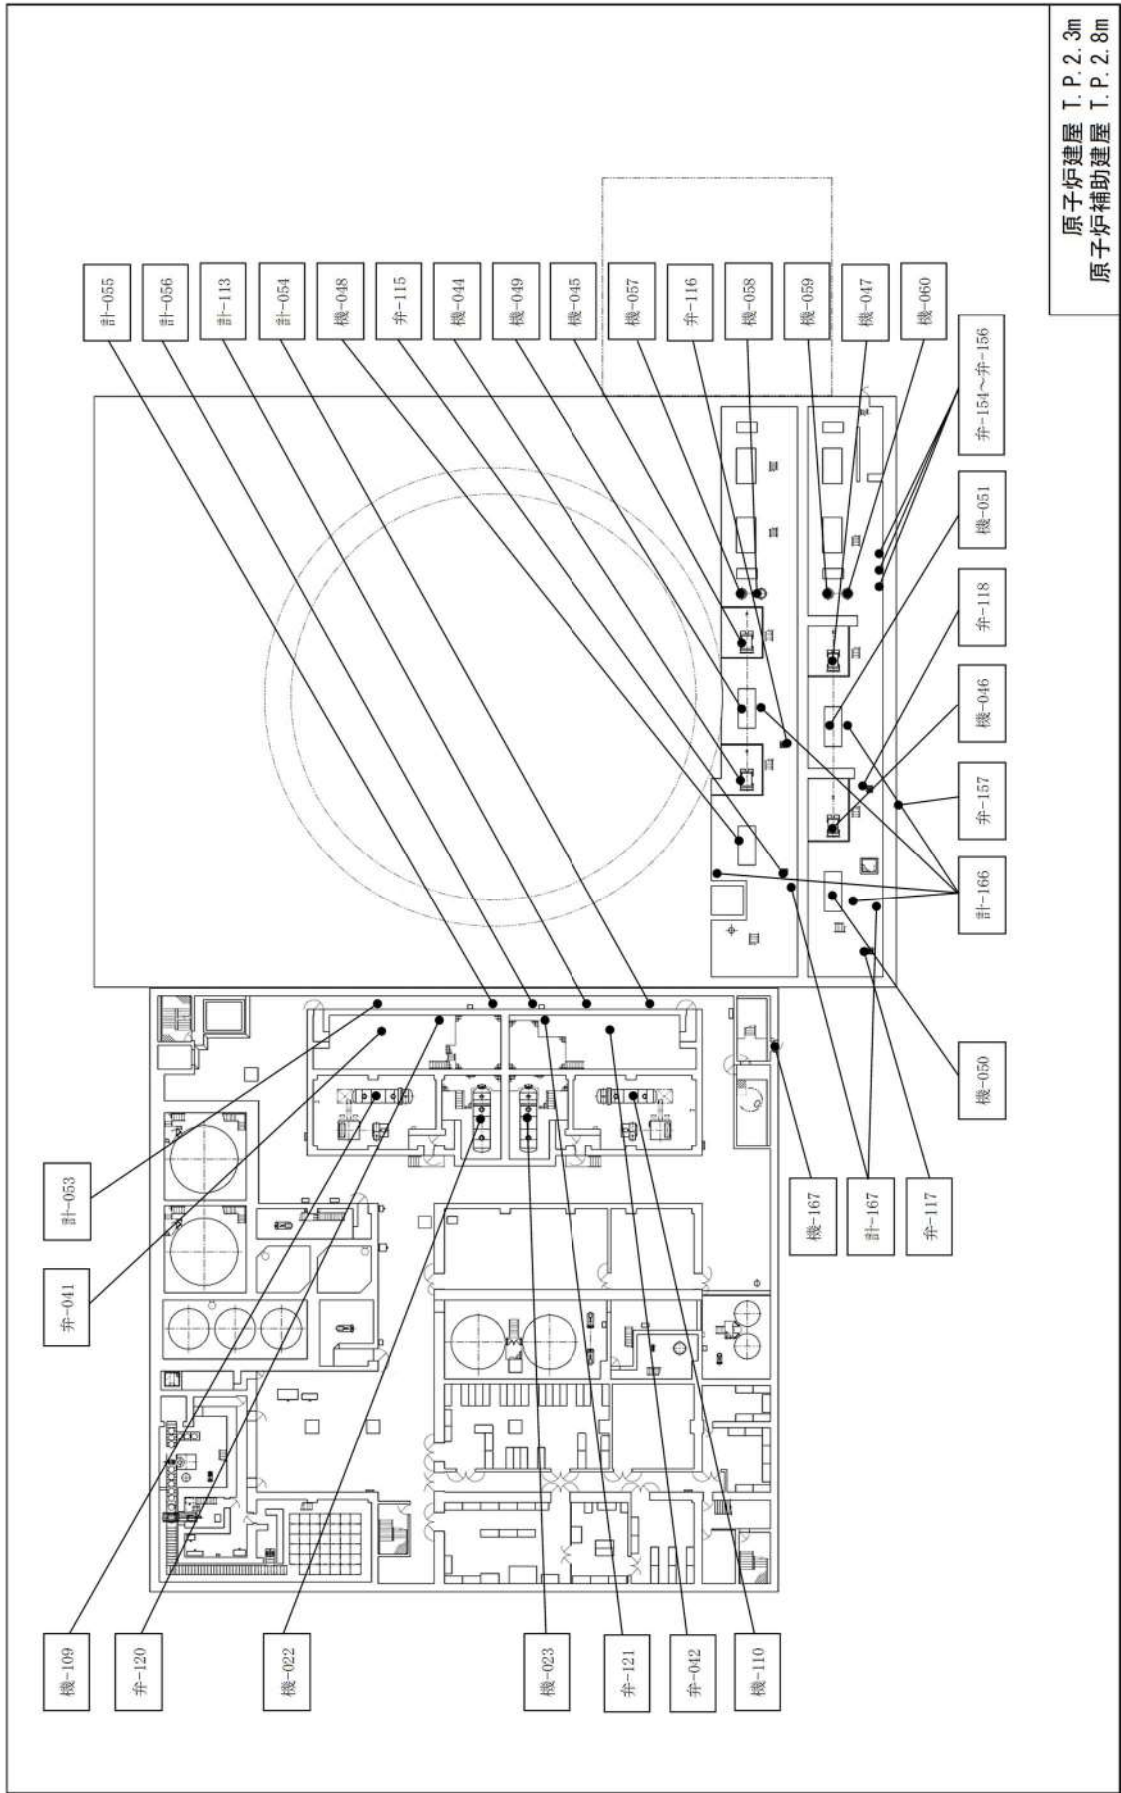 原子炉建屋 T.P.2.3m
原子炉補助建屋 T.P.2.8m
計-055
計-056
計-113
計-054
機-048
弁-115
機-044
機-049
機-045
機-057
弁-116
機-058
機-059
機-047
機-060
弁-154～弁-156
機-051
弁-118
機-046
弁-157
計-166
機-050
計-053
弁-041
機-167
計-167
弁-117
機-109
弁-120
機-022
機-023
弁-121
弁-042
機-110